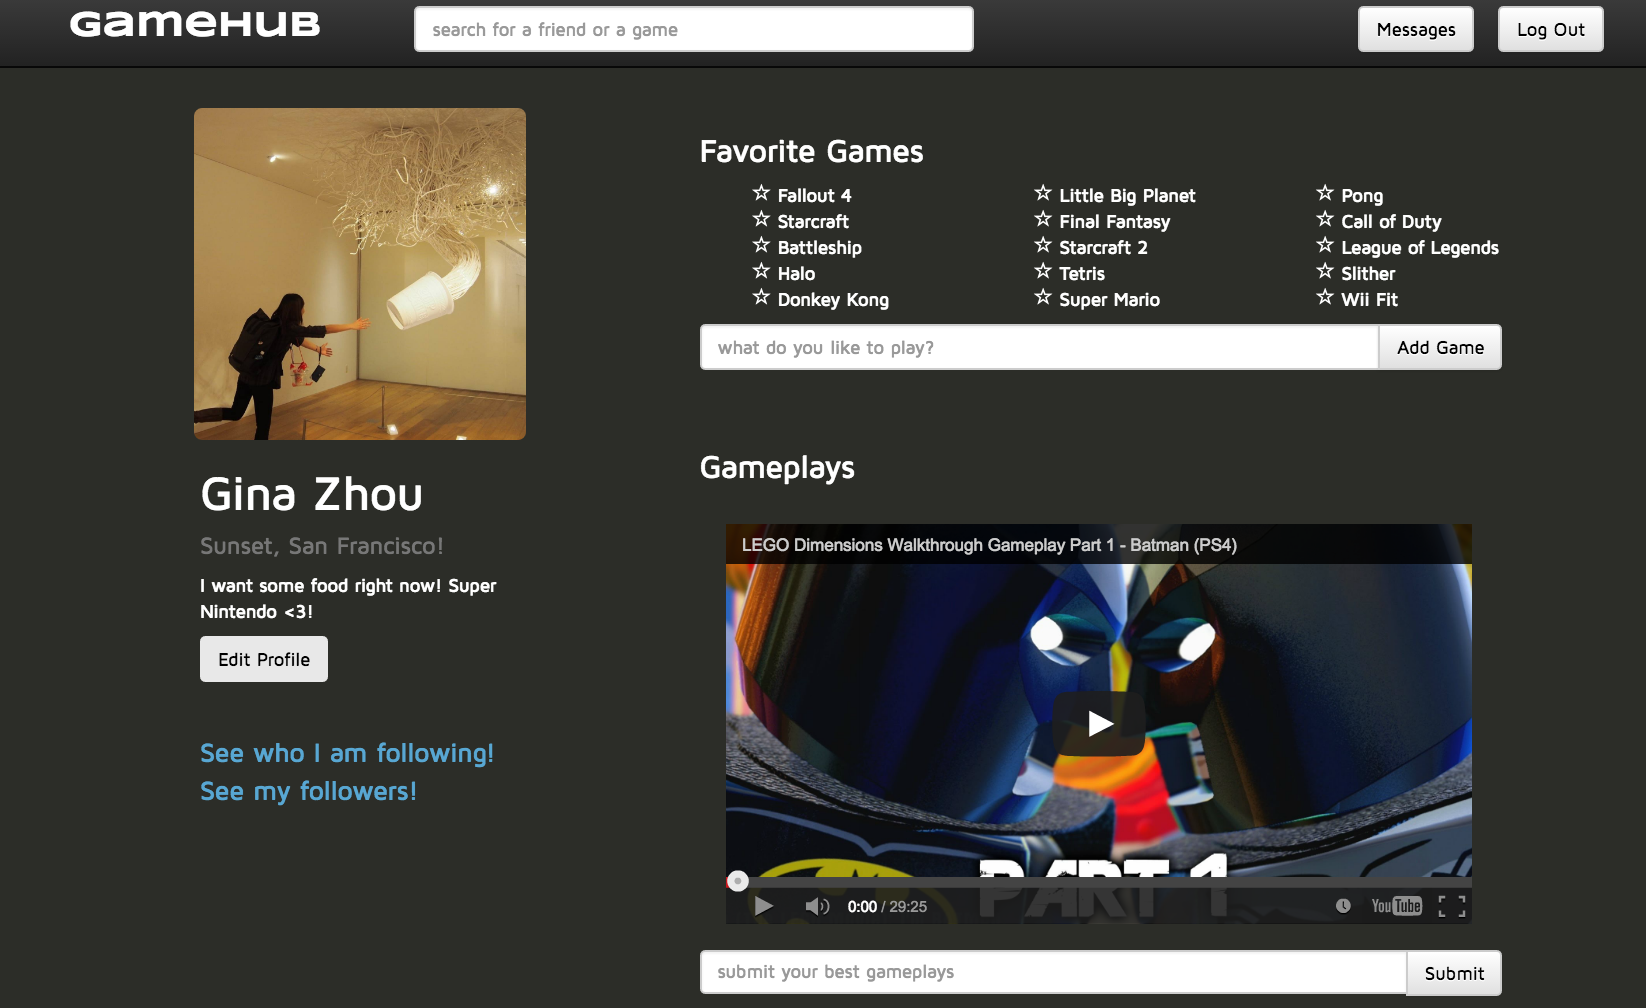 GAMEHUB
search for a friend or a game
Messages
Log Out
Favorite Games
Fallout 4
Starcraft
Battleship
Halo
Donkey Kong
Little Big Planet
Final Fantasy
Starcraft 2
Tetris
Super Mario
Pong
Call of Duty
League of Legends
Slither
Wii Fit
what do you like to play?
Add Game
Gina Zhou
Sunset, San Francisco!
I want some food right now! Super
Nintendo <3!
Edit Profile
See who I am following!
See my followers!
Gameplays
LEGO Dimensions Walkthrough Gameplay Part 1 - Batman (PS4)
PART 1
0:00 / 29:25
YouTube
submit your best gameplays
Submit